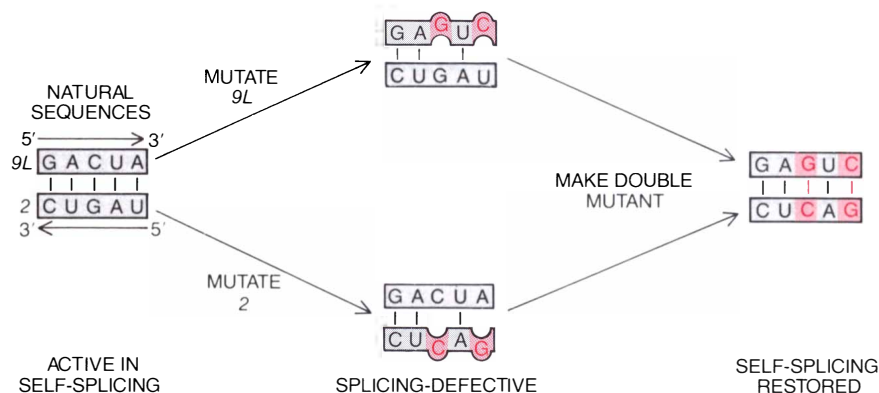 G A G U C
C U G A U
MUTATE
9L
NATURAL
SEQUENCES
5′ 3′
9L G A C U A
2 C U G A U
3′ 5′
MAKE DOUBLE
MUTANT
G A G U C
C U C A G
MUTATE
2
G A C U A
C U C A G
ACTIVE IN
SELF-SPLICING
SPLICING-DEFECTIVE
SELF-SPLICING
RESTORED